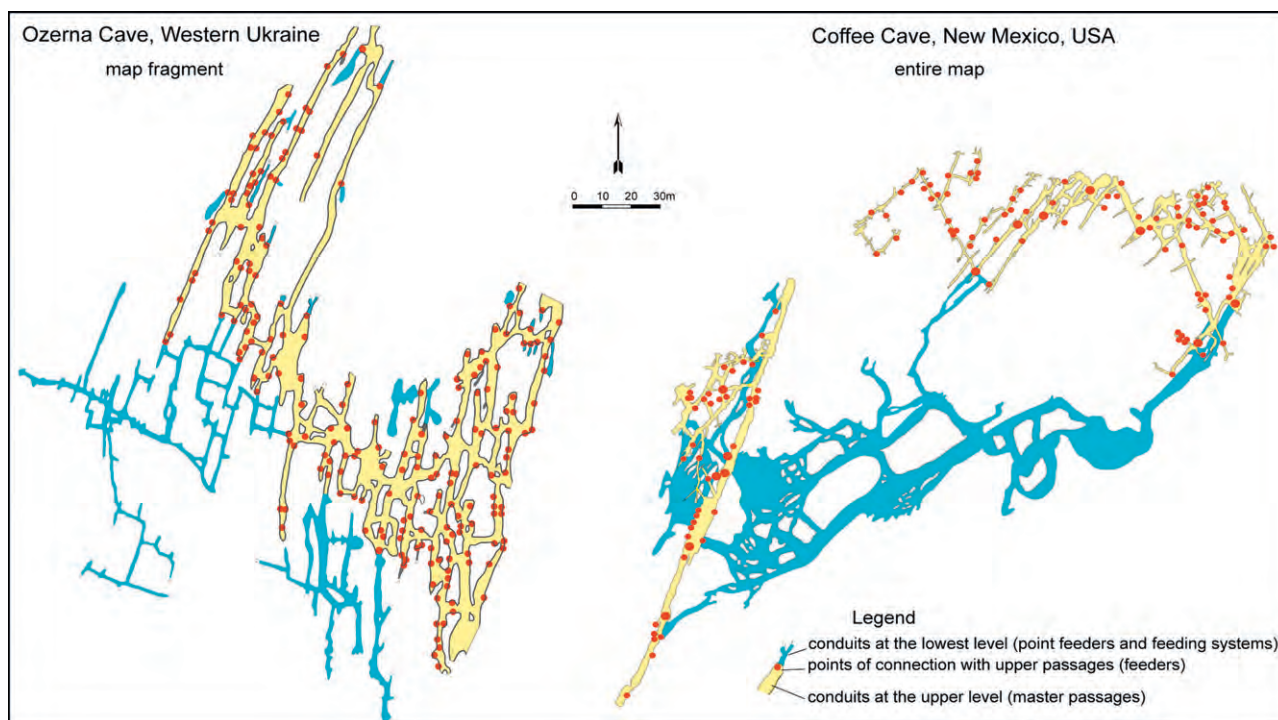 Ozerna Cave, Western Ukraine
map fragment
Coffee Cave, New Mexico, USA
entire map
0 10 20 30m
Legend
conduits at the lowest level (point feeders and feeding systems)
points of connection with upper passages (feeders)
conduits at the upper level (master passages)